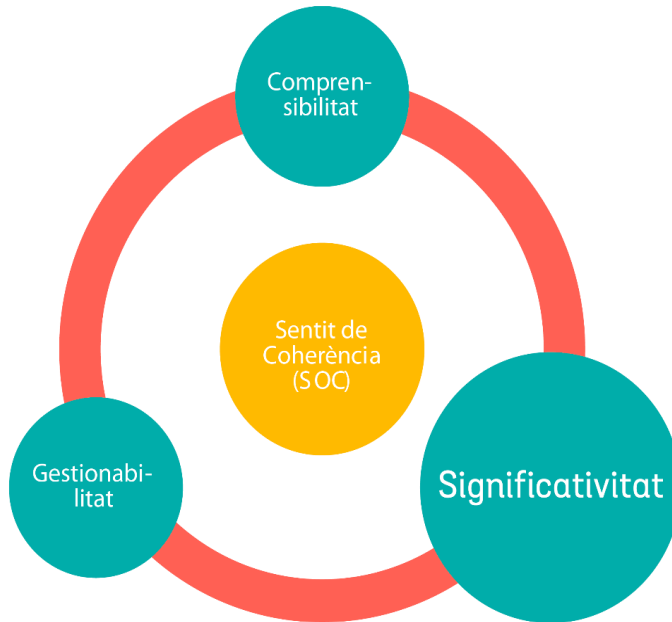 Compren-
sibilitat
Sentit de
Coherència
(SOC)
Gestionabi-
litat
Significativitat